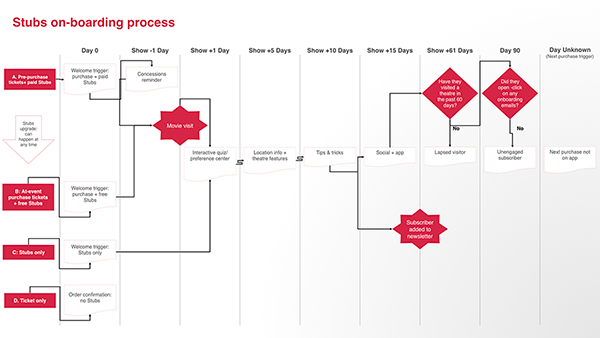 Stubs on-boarding process
Day 0
Show -1 Day
Show +1 Day
Show +5 Days
Show +10 Days
Show +15 Days
Show +61 Days
Day 90
Day Unknown
(Next purchase trigger)
A. Pre-purchase
tickets+ paid Stubs
Welcome trigger:
purchase + paid
Stubs
Concessions
reminder
Have they
visited a
theatre in
the past 60
days?
Did they
open -click
on any
onboarding
emails?
Stubs
upgrade:
can
happen at
any time
Movie visit
No
No
Interactive quiz/
preference center
Location info +
theatre features
Tips & tricks
Social + app
Lapsed visitor
Unengaged
subscriber
Next purchase not
on app
B: At-event
purchase tickets
+ free Stubs
Welcome trigger:
purchase + free
Stubs
Subscriber
added to
newsletter
C: Stubs only
Welcome trigger:
Stubs only
D. Ticket only
Order confirmation:
no Stubs